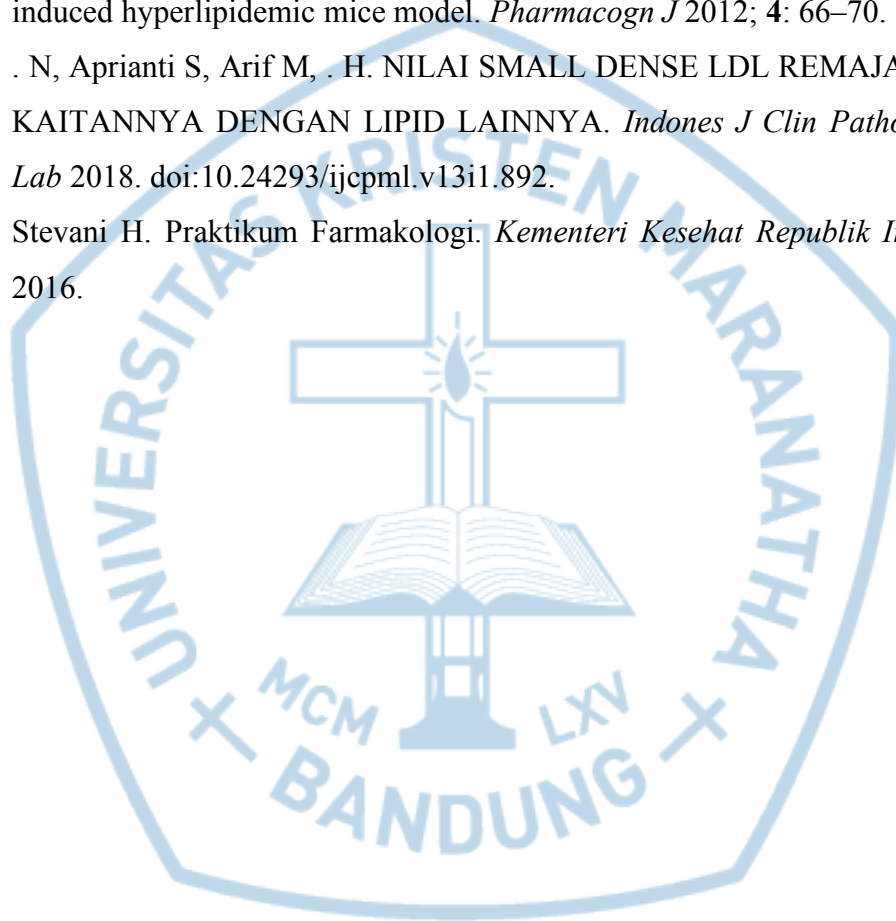 induced hyperlipidemic mice model. Pharmacogn J 2012; 4: 66–70.
. N, Aprianti S, Arif M, . H. NILAI SMALL DENSE LDL REMAJA
KAITANNYA DENGAN LIPID LAINNYA. Indones J Clin Patho
Lab 2018. doi:10.24293/ijcpml.v13i1.892.
Stevani H. Praktikum Farmakologi. Kementeri Kesehat Republik I
2016.
UNIVERSITAS KRISTEN MARANATHA
MCM LXV
BANDUNG